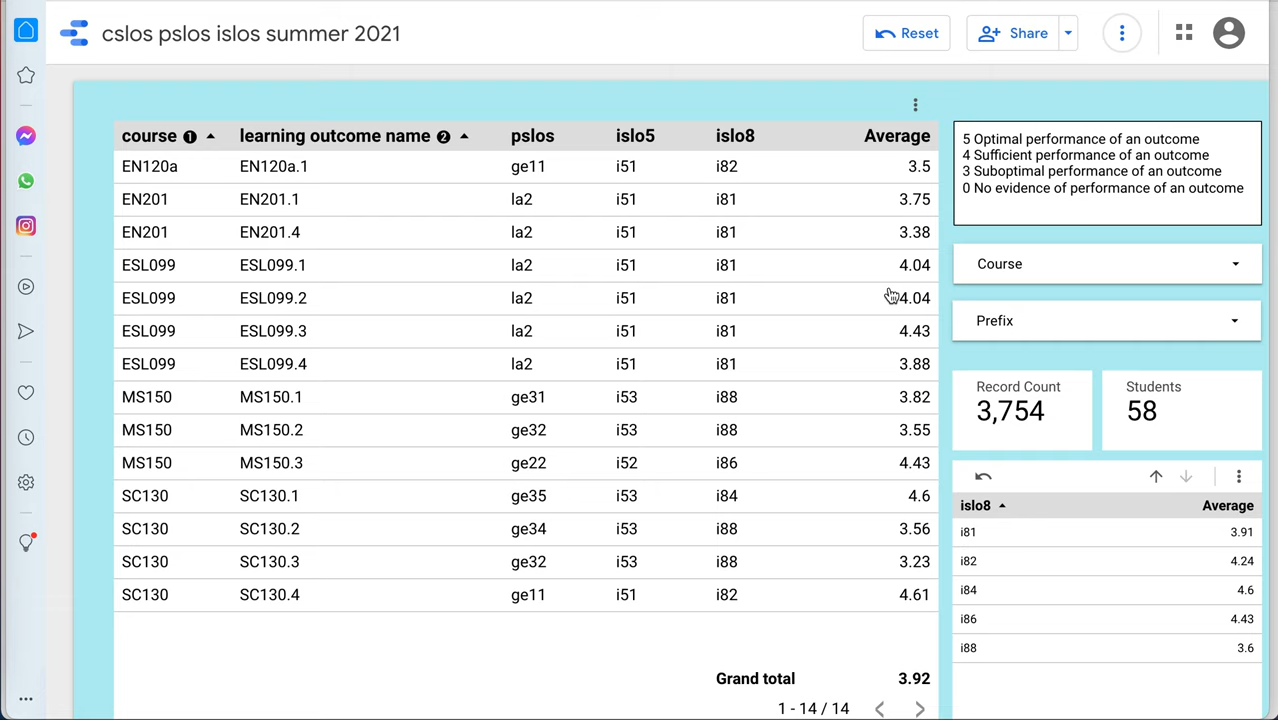 cslos pslos islos summer 2021
Reset
Share
course 1 learning outcome name 2 pslos islo5 islo8 Average
EN120a EN120a.1 ge11 i51 i82 3.5
EN201 EN201.1 la2 i51 i81 3.75
EN201 EN201.4 la2 i51 i81 3.38
ESL099 ESL099.1 la2 i51 i81 4.04
ESL099 ESL099.2 la2 i51 i81 4.04
ESL099 ESL099.3 la2 i51 i81 4.43
ESL099 ESL099.4 la2 i51 i81 3.88
MS150 MS150.1 ge31 i53 i88 3.82
MS150 MS150.2 ge32 i53 i88 3.55
MS150 MS150.3 ge22 i52 i86 4.43
SC130 SC130.1 ge35 i53 i84 4.6
SC130 SC130.2 ge34 i53 i88 3.56
SC130 SC130.3 ge32 i53 i88 3.23
SC130 SC130.4 ge11 i51 i82 4.61
Grand total 3.92
1 - 14 / 14
5 Optimal performance of an outcome
4 Sufficient performance of an outcome
3 Suboptimal performance of an outcome
0 No evidence of performance of an outcome
Course
Prefix
Record Count
3,754
Students
58
islo8 Average
i81 3.91
i82 4.24
i84 4.6
i86 4.43
i88 3.6